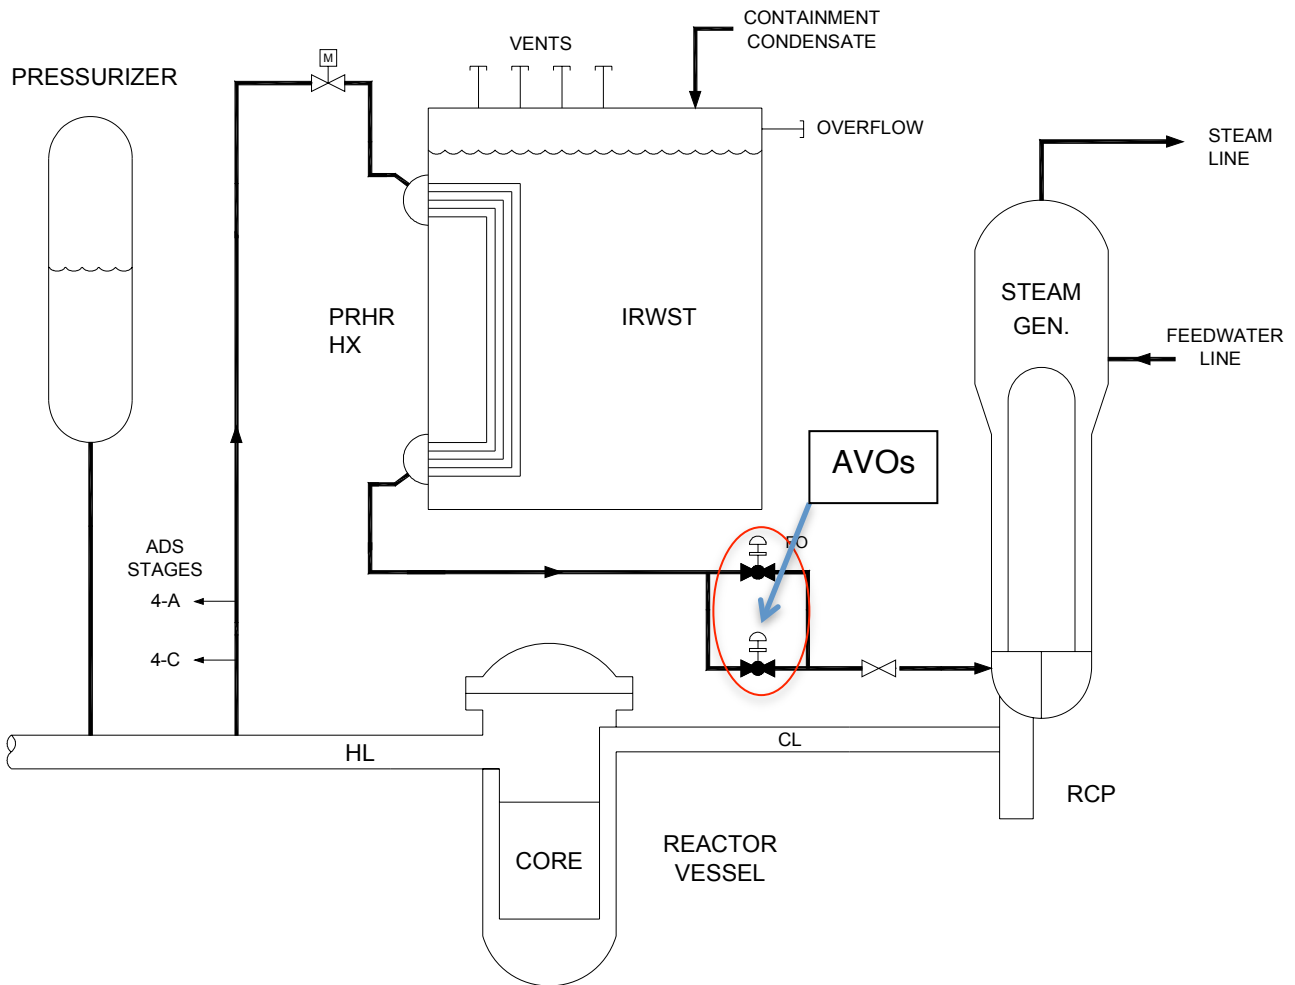 CONTAINMENT
CONDENSATE
VENTS
M
PRESSURIZER
OVERFLOW
STEAM
LINE
PRHR
HX
IRWST
STEAM
GEN.
FEEDWATER
LINE
AVOs
FO
ADS
STAGES
4-A
4-C
HL
CL
RCP
CORE
REACTOR
VESSEL